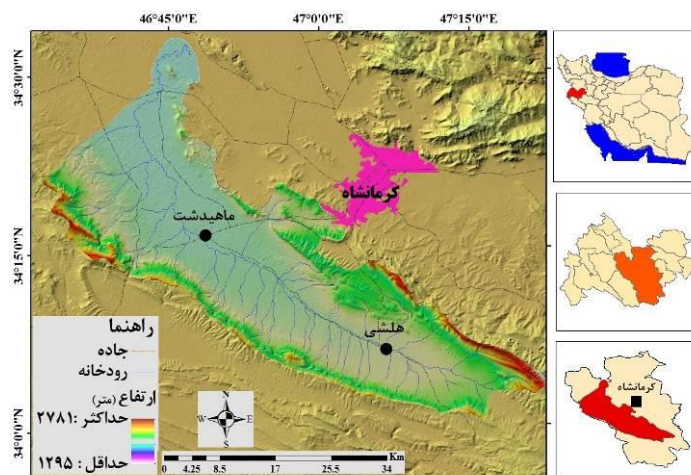 46°45'0"E 47°0'0"E 47°15'0"E
34°30'0"N
34°15'0"N
34°0'0"N
کرمانشاه
ماهیدشت
هلشی
راهنما
جاده
رودخانه
ارتفاع (متر)
حداکثر :۲۷۸۱
حداقل : ۱۲۹۵
N
W E
S
Km
0 4.25 8.5 17 25.5 34
کرمانشاه